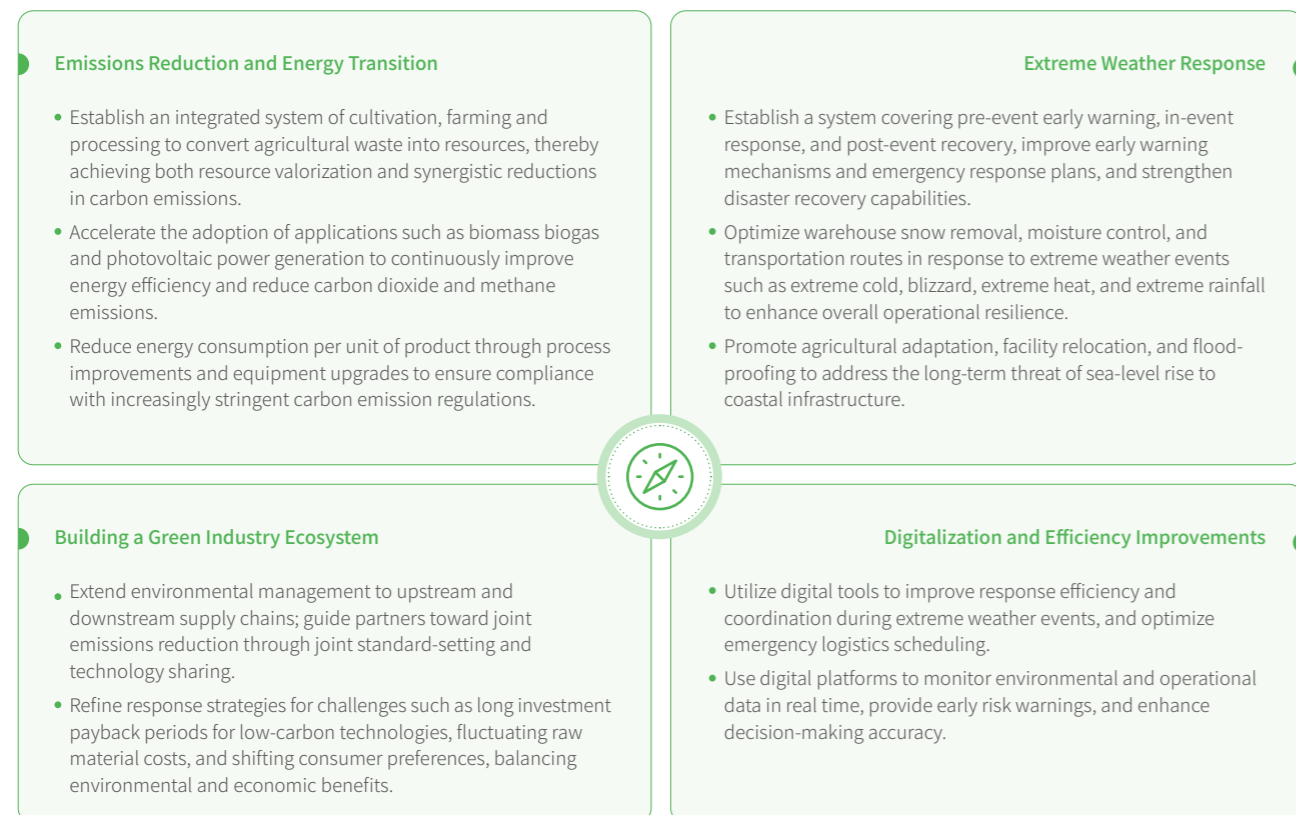 Emissions Reduction and Energy Transition
• Establish an integrated system of cultivation, farming and
processing to convert agricultural waste into resources, thereby
achieving both resource valorization and synergistic reductions
in carbon emissions.
• Accelerate the adoption of applications such as biomass biogas
and photovoltaic power generation to continuously improve
energy efficiency and reduce carbon dioxide and methane
emissions.
• Reduce energy consumption per unit of product through process
improvements and equipment upgrades to ensure compliance
with increasingly stringent carbon emission regulations.
Extreme Weather Response
• Establish a system covering pre-event early warning, in-event
response, and post-event recovery, improve early warning
mechanisms and emergency response plans, and strengthen
disaster recovery capabilities.
• Optimize warehouse snow removal, moisture control, and
transportation routes in response to extreme weather events
such as extreme cold, blizzard, extreme heat, and extreme rainfall
to enhance overall operational resilience.
• Promote agricultural adaptation, facility relocation, and flood-
proofing to address the long-term threat of sea-level rise to
coastal infrastructure.
Building a Green Industry Ecosystem
• Extend environmental management to upstream and
downstream supply chains; guide partners toward joint
emissions reduction through joint standard-setting and
technology sharing.
• Refine response strategies for challenges such as long investment
payback periods for low-carbon technologies, fluctuating raw
material costs, and shifting consumer preferences, balancing
environmental and economic benefits.
Digitalization and Efficiency Improvements
• Utilize digital tools to improve response efficiency and
coordination during extreme weather events, and optimize
emergency logistics scheduling.
• Use digital platforms to monitor environmental and operational
data in real time, provide early risk warnings, and enhance
decision-making accuracy.